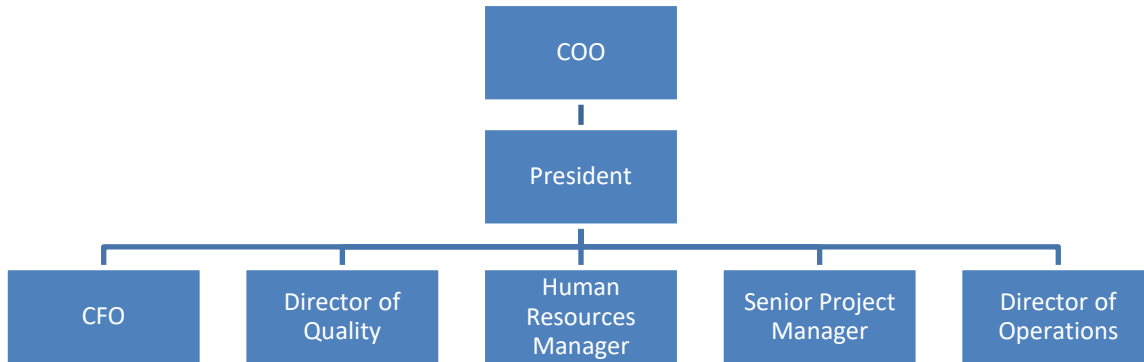 COO
President
CFO
Director of
Quality
Human
Resources
Manager
Senior Project
Manager
Director of
Operations